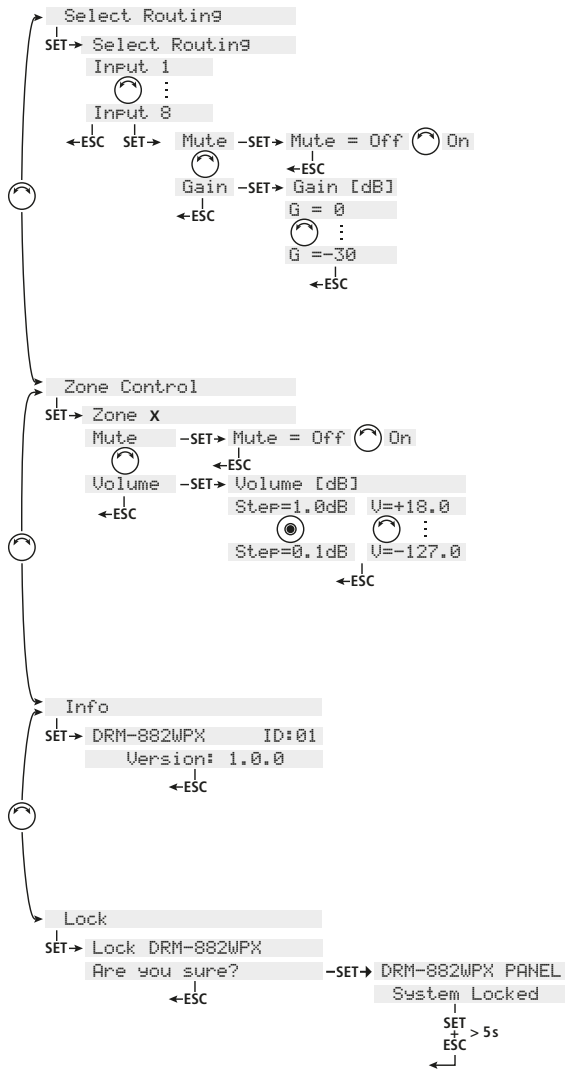 Select Routing
SET Select Routing
Input 1
Input 8
ESC SET Mute SET Mute = Off On
ESC
Gain SET Gain [dB]
ESC G = 0
G =-30
ESC
Zone Control
SET Zone x
Mute SET Mute = Off On
ESC
Volume SET Volume [dB]
ESC
Step=1.0dB V=+18.0
Step=0.1dB V=-127.0
ESC
Info
SET DRM-882WPX ID:01
Version: 1.0.0
ESC
Lock
SET Lock DRM-882WPX
Are you sure? SET DRM-882WPX PANEL
ESC System Locked
SET
+ > 5s
ESC